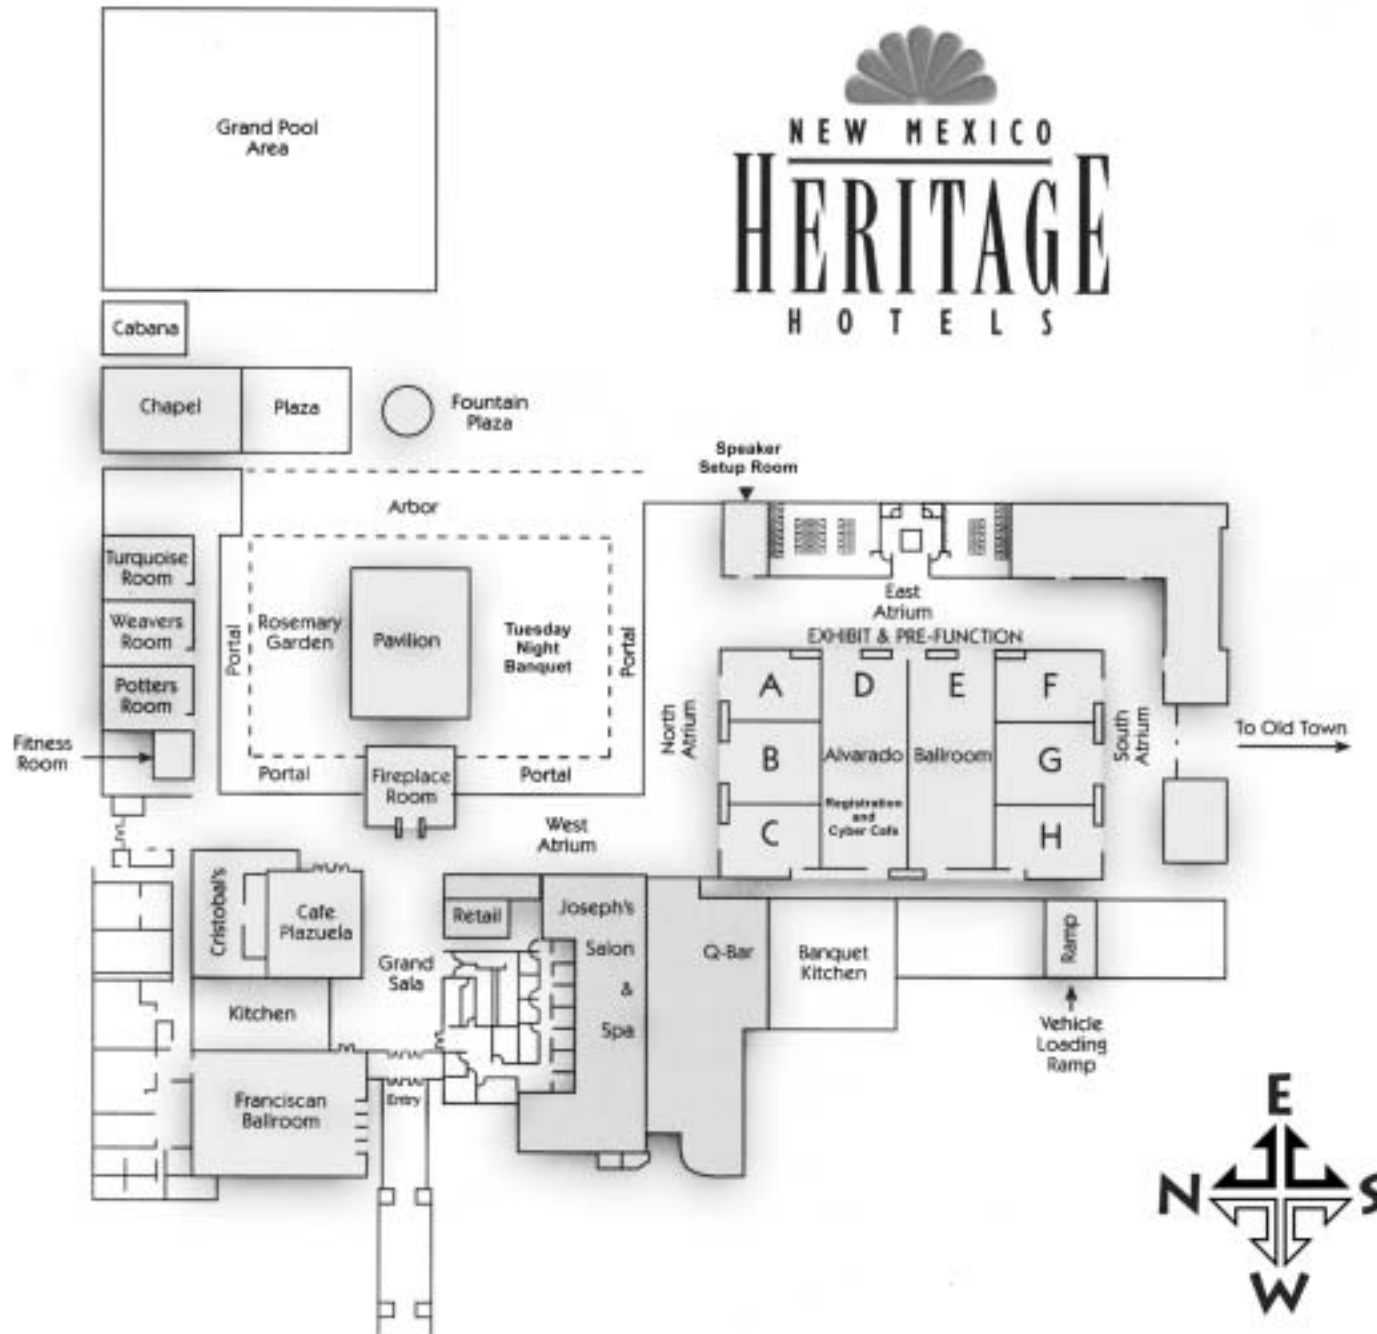 NEW MEXICO
HERITAGE
HOTELS
Grand Pool
Area
Cabana
Chapel
Plaza
Fountain
Plaza
Speaker
Setup Room
Arbor
Turquoise
Room
Weavers
Room
Potters
Room
Fitness
Room
Portal
Rosemary
Garden
Pavilion
Tuesday
Night
Banquet
Portal
Portal
Fireplace
Room
Portal
East
Atrium
EXHIBIT & PRE-FUNCTION
North
Atrium
A
B
C
D
Alvarado
Registration
and
Cyber Cafe
E
Ballroom
F
G
H
South
Atrium
To Old Town
West
Atrium
Cristobal's
Cafe
Plazuela
Retail
Joseph's
Salon
&
Spa
Q-Bar
Banquet
Kitchen
Ramp
Vehicle
Loading
Ramp
Grand
Sala
Kitchen
Franciscan
Ballroom
Entry
E
N
S
W